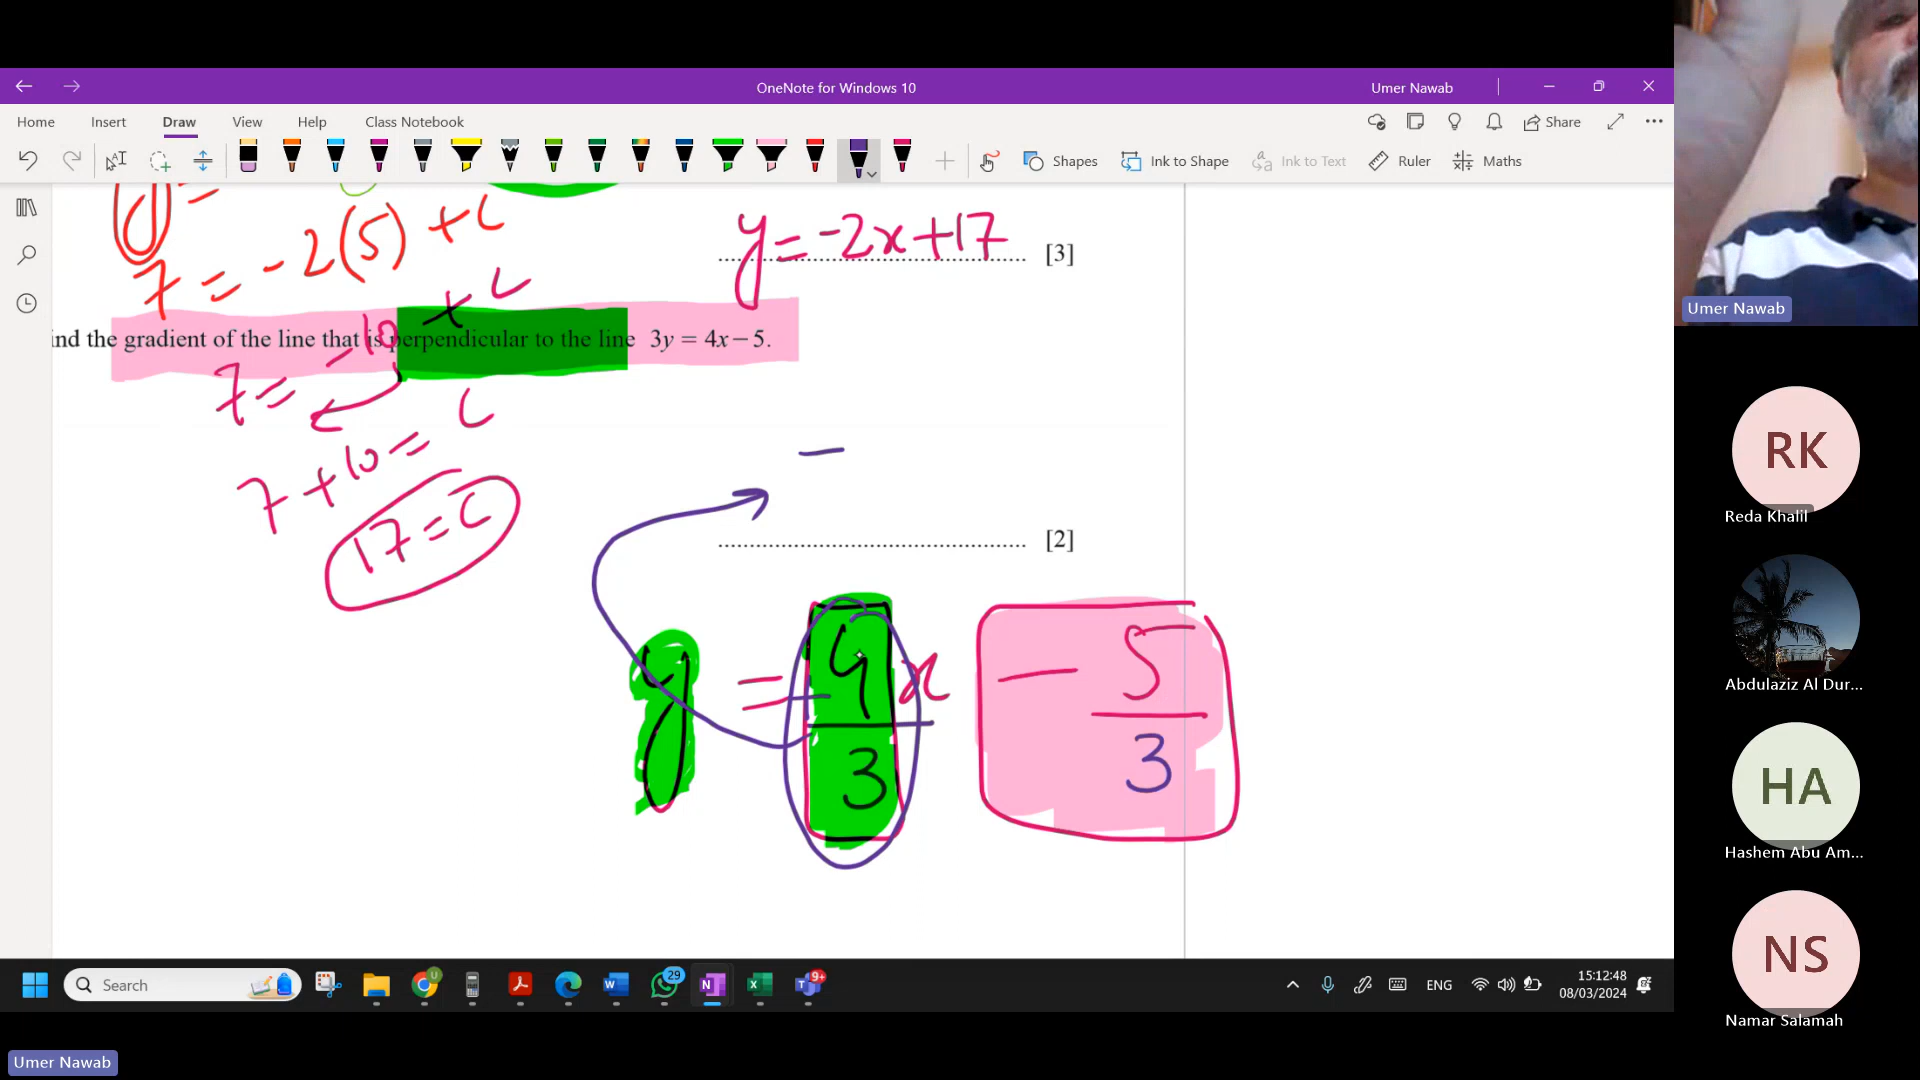 OneNote for Windows 10
Umer Nawab
Home Insert Draw View Help Class Notebook
Share
Shapes Ink to Shape Ink to Text Ruler Maths
y =
7 = -2(5) + c
y = -2x+17 [3]
ind the gradient of the line that is perpendicular to the line 3y = 4x − 5.
7 = -10 + c
7 + 10 = c
17 = c
−
[2]
y = 4/3 x − 5/3
Umer Nawab
RK
Reda Khalil
Abdulaziz Al Dur...
HA
Hashem Abu Am...
NS
Namar Salamah
Search
U
29
9+
ENG
15:12:48
08/03/2024
Umer Nawab